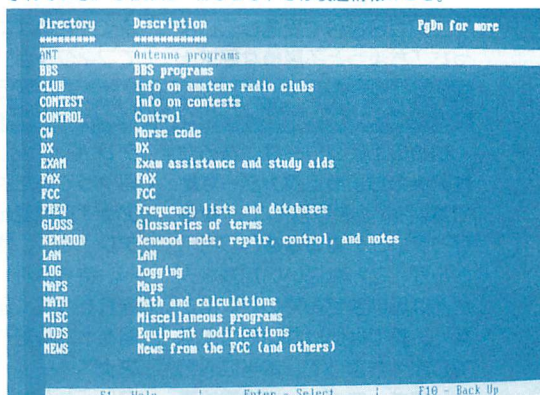 Directory Description PgDn for more
********* ***********
ANT Antenna programs
BBS BBS programs
CLUB Info on amateur radio clubs
CONTEST Info on contests
CONTROL Control
CW Morse code
DX DX
EXAM Exam assistance and study aids
FAX FAX
FCC FCC
FREQ Frequency lists and databases
GLOSS Glossaries of terms
KENWOOD Kenwood mods, repair, control, and notes
LAN LAN
LOG Logging
MAPS Maps
MATH Math and calculations
MISC Miscellaneous programs
MODS Equipment modifications
NEWS News from the FCC (and others)
F1 - Help | Enter - Select | F10 - Back Up